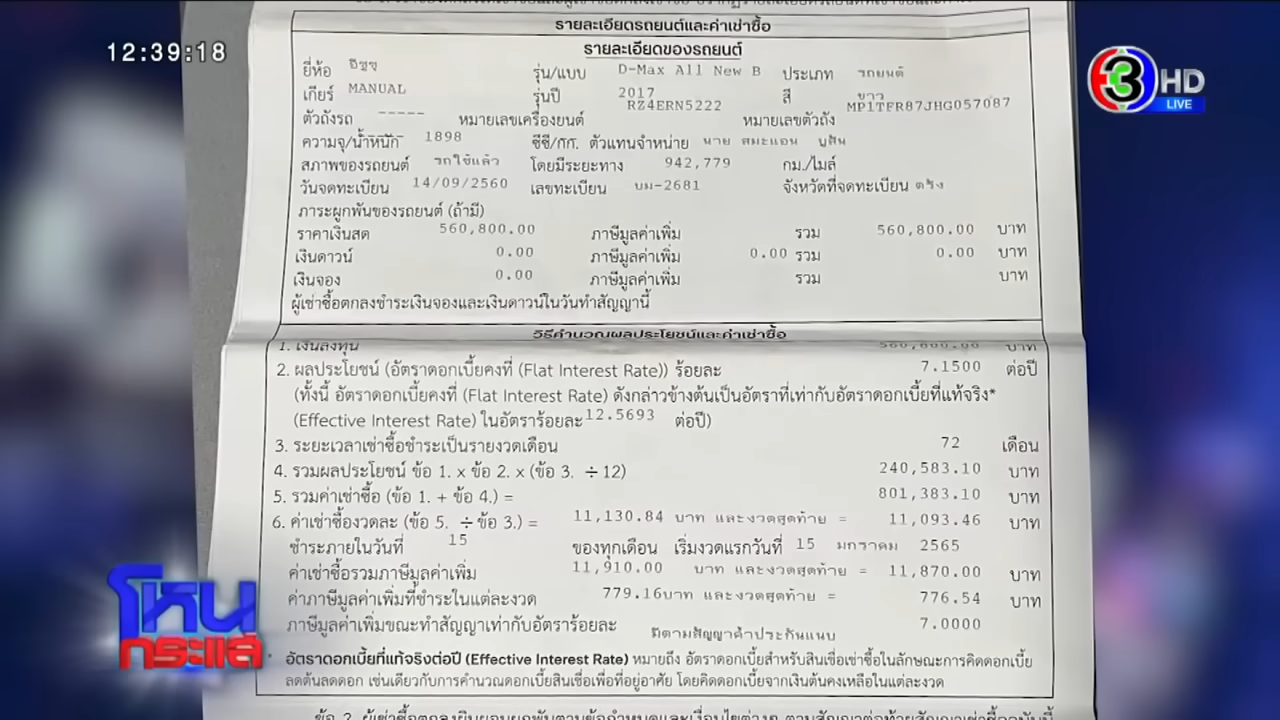 12:39:18
3 HD
LIVE
รายละเอียดรถยนต์และค่าเช่าซื้อ
รายละเอียดของรถยนต์
ยี่ห้อ อีซูซุ รุ่น/แบบ D-Max All New B ประเภท รถยนต์
เกียร์ MANUAL รุ่นปี 2017 สี ขาว
ตัวถังรถ ----- หมายเลขเครื่องยนต์ RZ4ERN5222 หมายเลขตัวถัง MP1TFR87JHG057087
ความจุ/น้ำหนัก 1898 ซีซี/กก. ตัวแทนจำหน่าย นาย สมะแอน
สภาพของรถยนต์ รถใช้แล้ว โดยมีระยะทาง 942,779 กม./ไมล์
วันจดทะเบียน 14/09/2560 เลขทะเบียน บม-2681 จังหวัดที่จดทะเบียน ตรัง
ภาระผูกพันของรถยนต์ (ถ้ามี)
ราคาเงินสด 560,800.00 ภาษีมูลค่าเพิ่ม รวม 560,800.00 บาท
เงินดาวน์ 0.00 ภาษีมูลค่าเพิ่ม 0.00 รวม 0.00 บาท
เงินจอง 0.00 ภาษีมูลค่าเพิ่ม รวม บาท
ผู้เช่าซื้อตกลงชำระเงินจองและเงินดาวน์ในวันทำสัญญานี้
วิธีคำนวณผลประโยชน์และค่าเช่าซื้อ
1. เงินลงทุน 560,800.00 บาท
2. ผลประโยชน์ (อัตราดอกเบี้ยคงที่ (Flat Interest Rate)) ร้อยละ 7.1500 ต่อปี
(ทั้งนี้ อัตราดอกเบี้ยคงที่ (Flat Interest Rate) ดังกล่าวข้างต้นเป็นอัตราที่เท่ากับอัตราดอกเบี้ยที่แท้จริง*
(Effective Interest Rate) ในอัตราร้อยละ 12.5693 ต่อปี)
3. ระยะเวลาเช่าซื้อชำระเป็นรายงวดเดือน 72 เดือน
4. รวมผลประโยชน์ ข้อ 1. x ข้อ 2. x (ข้อ 3. ÷12) 240,583.10 บาท
5. รวมค่าเช่าซื้อ (ข้อ 1. + ข้อ 4.) = 801,383.10 บาท
6. ค่าเช่าซื้องวดละ (ข้อ 5. ÷ ข้อ 3.) = 11,130.84 บาท และงวดสุดท้าย = 11,093.46 บาท
ชำระภายในวันที่ 15 ของทุกเดือน เริ่มงวดแรกวันที่ 15 มกราคม 2565
ค่าเช่าซื้อรวมภาษีมูลค่าเพิ่ม 11,910.00 บาท และงวดสุดท้าย = 11,870.00 บาท
ค่าภาษีมูลค่าเพิ่มที่ชำระในแต่ละงวด 779.16บาท และงวดสุดท้าย = 776.54 บาท
ภาษีมูลค่าเพิ่มขณะทำสัญญาเท่ากับอัตราร้อยละ 7.0000
มีตามสัญญาค้ำประกันแนบ
อัตราดอกเบี้ยที่แท้จริงต่อปี (Effective Interest Rate) หมายถึง อัตราดอกเบี้ยสำหรับสินเชื่อเช่าซื้อในลักษณะการคิดดอกเบี้ย
ลดต้นลดดอก เช่นเดียวกับการคำนวณดอกเบี้ยสินเชื่อเพื่อที่อยู่อาศัย โดยคิดดอกเบี้ยจากเงินต้นคงเหลือในแต่ละงวด
โหนกระแส